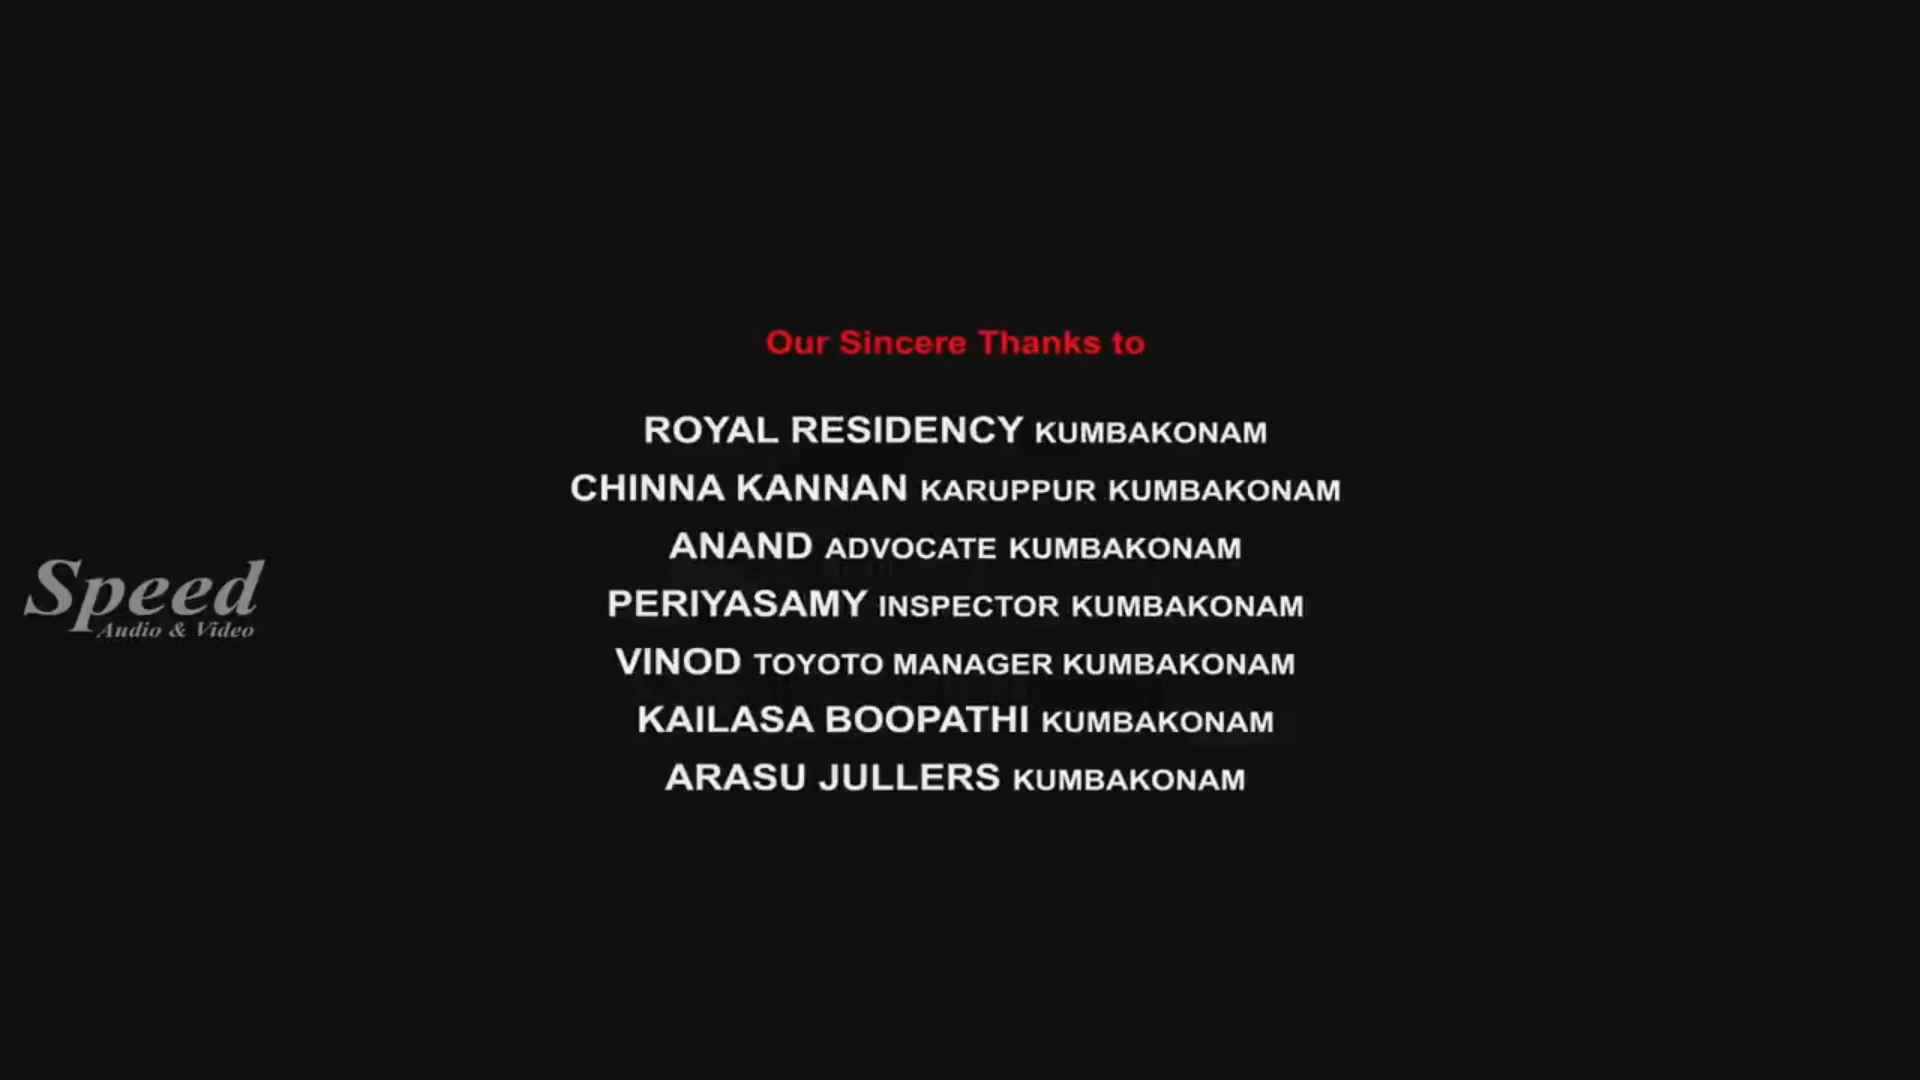 Our Sincere Thanks to
ROYAL RESIDENCY KUMBAKONAM
CHINNA KANNAN KARUPPUR KUMBAKONAM
ANAND ADVOCATE KUMBAKONAM
PERIYASAMY INSPECTOR KUMBAKONAM
VINOD TOYOTO MANAGER KUMBAKONAM
KAILASA BOOPATHI KUMBAKONAM
ARASU JULLERS KUMBAKONAM
Speed
Audio & Video